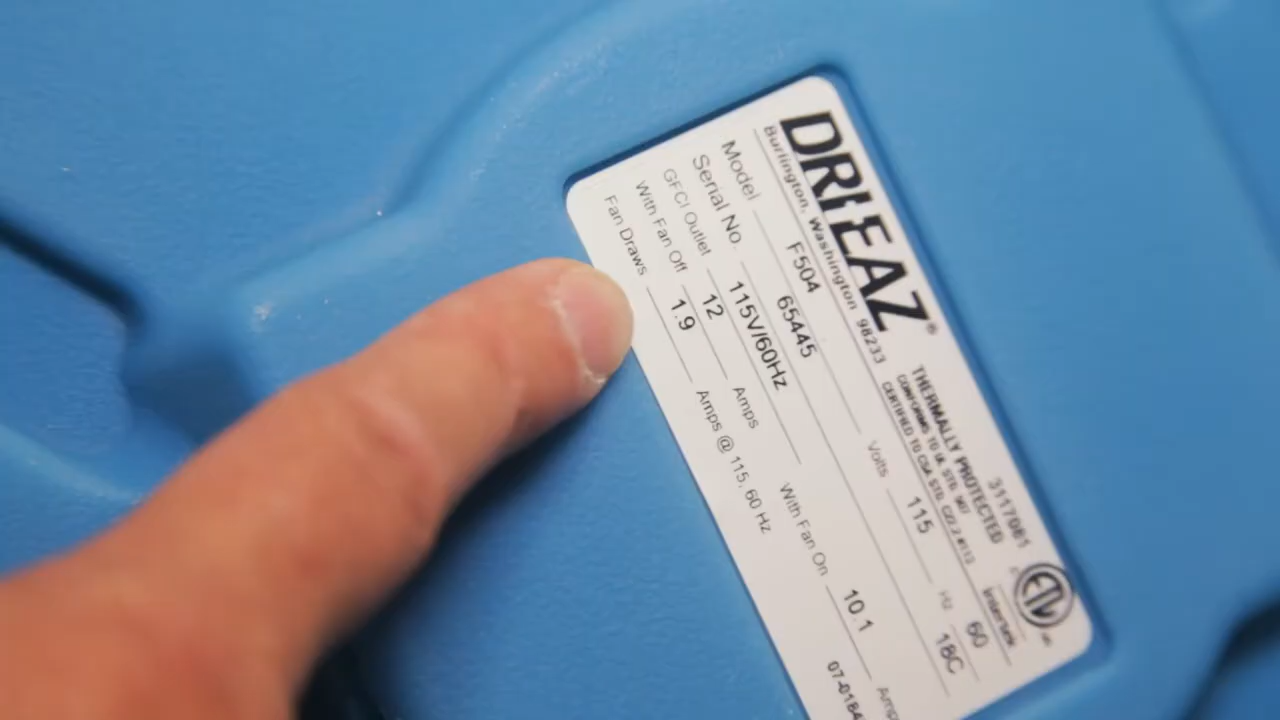 DRI-EAZ®
Burlington, Washington 98233
THERMALLY PROTECTED
CONFORMS TO UL STD. 507
CERTIFIED TO CSA STD. C22.2 #113
3117081
ETL
Intertek
Model F504 Volts 115 Hz 60
Serial No. 65445 18C
GFCI Outlet 115V/60Hz
With Fan Off 12 Amps With Fan On 10.1
Fan Draws 1.9 Amps @ 115, 60 Hz